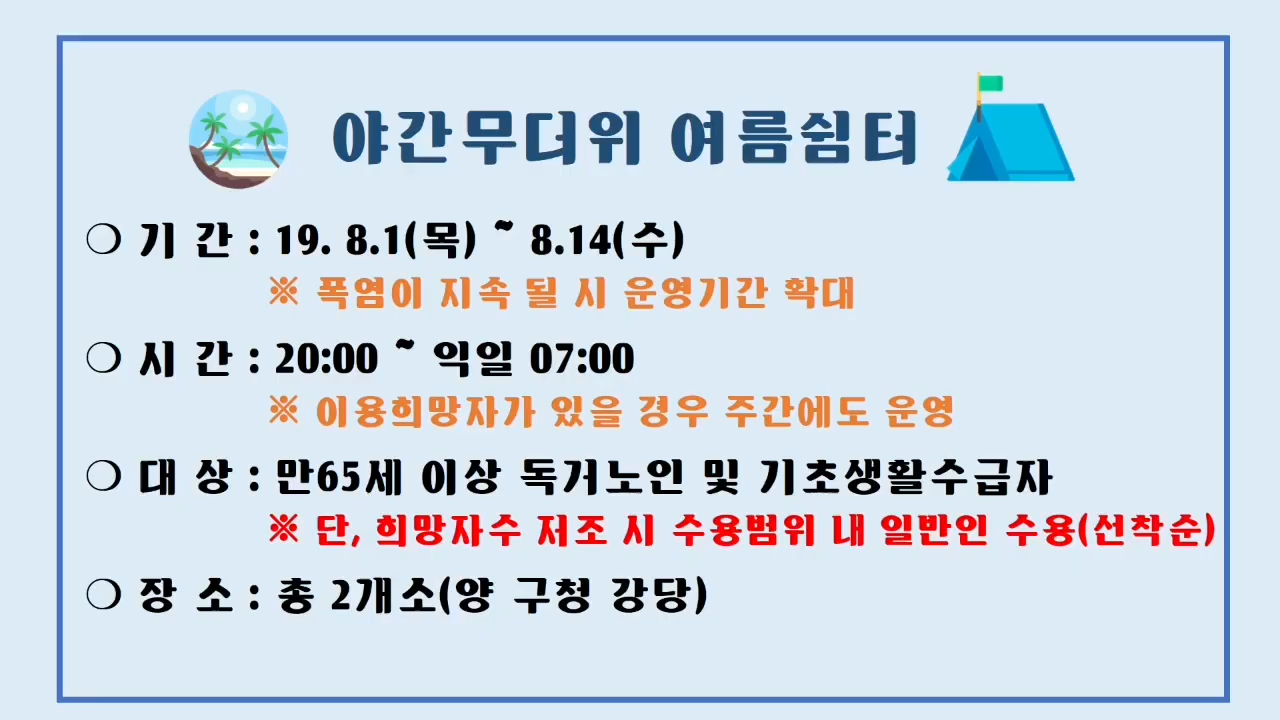 야간무더위 여름쉼터
❍ 기 간 : 19. 8.1(목) ~ 8.14(수)
※ 폭염이 지속 될 시 운영기간 확대
❍ 시 간 : 20:00 ~ 익일 07:00
※ 이용희망자가 있을 경우 주간에도 운영
❍ 대 상 : 만65세 이상 독거노인 및 기초생활수급자
※ 단, 희망자수 저조 시 수용범위 내 일반인 수용(선착순)
❍ 장 소 : 총 2개소(양 구청 강당)